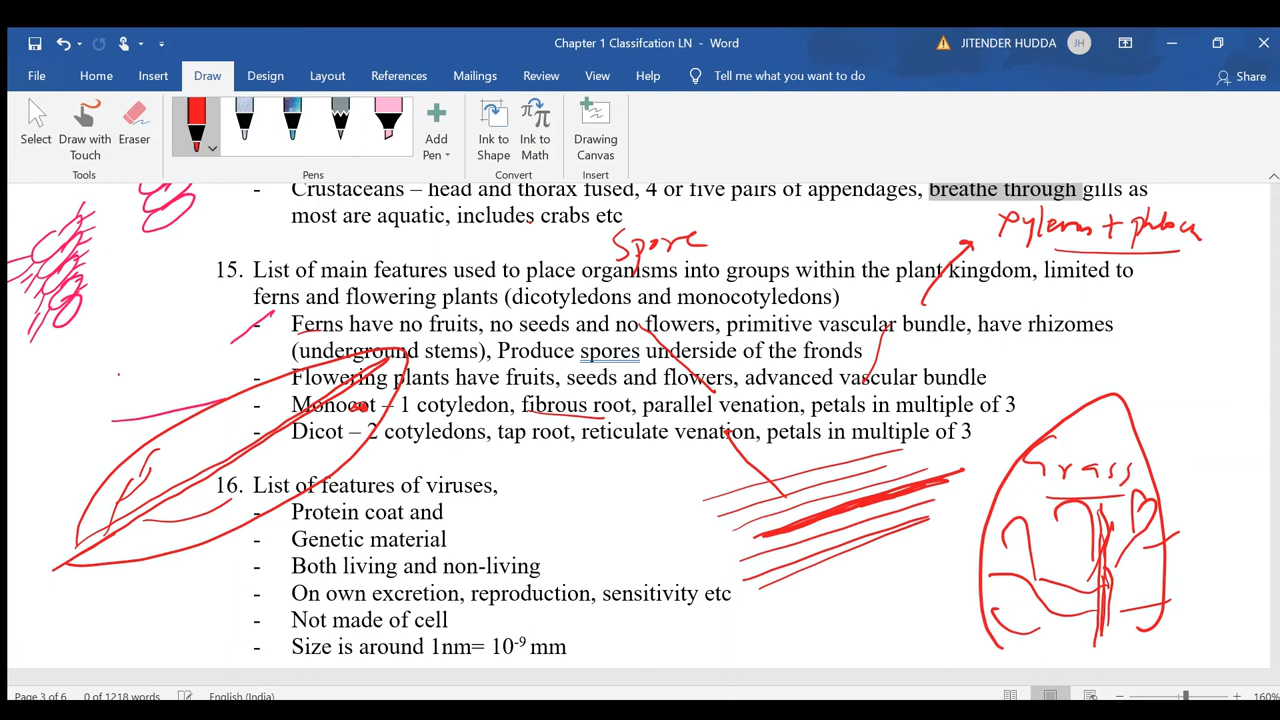 Chapter 1 Classifcation LN - Word
JITENDER HUDDA
JH
File Home Insert Draw Design Layout References Mailings Review View Help Tell me what you want to do
Share
Select
Draw with Touch
Eraser
Add Pen
Ink to Shape
Ink to Math
Drawing Canvas
Tools
Pens
Convert
Insert
- Crustaceans – head and thorax fused, 4 or five pairs of appendages, breathe through gills as
most are aquatic, includes crabs etc
Spore
Xylem + phloem
15. List of main features used to place organisms into groups within the plant kingdom, limited to
ferns and flowering plants (dicotyledons and monocotyledons)
- Ferns have no fruits, no seeds and no flowers, primitive vascular bundle, have rhizomes
(underground stems), Produce spores underside of the fronds
- Flowering plants have fruits, seeds and flowers, advanced vascular bundle
- Monocot – 1 cotyledon, fibrous root, parallel venation, petals in multiple of 3
- Dicot – 2 cotyledons, tap root, reticulate venation, petals in multiple of 3
Grass
16. List of features of viruses,
- Protein coat and
- Genetic material
- Both living and non-living
- On own excretion, reproduction, sensitivity etc
- Not made of cell
- Size is around 1nm= 10-9 mm
Page 3 of 6 0 of 1218 words English (India)
160%